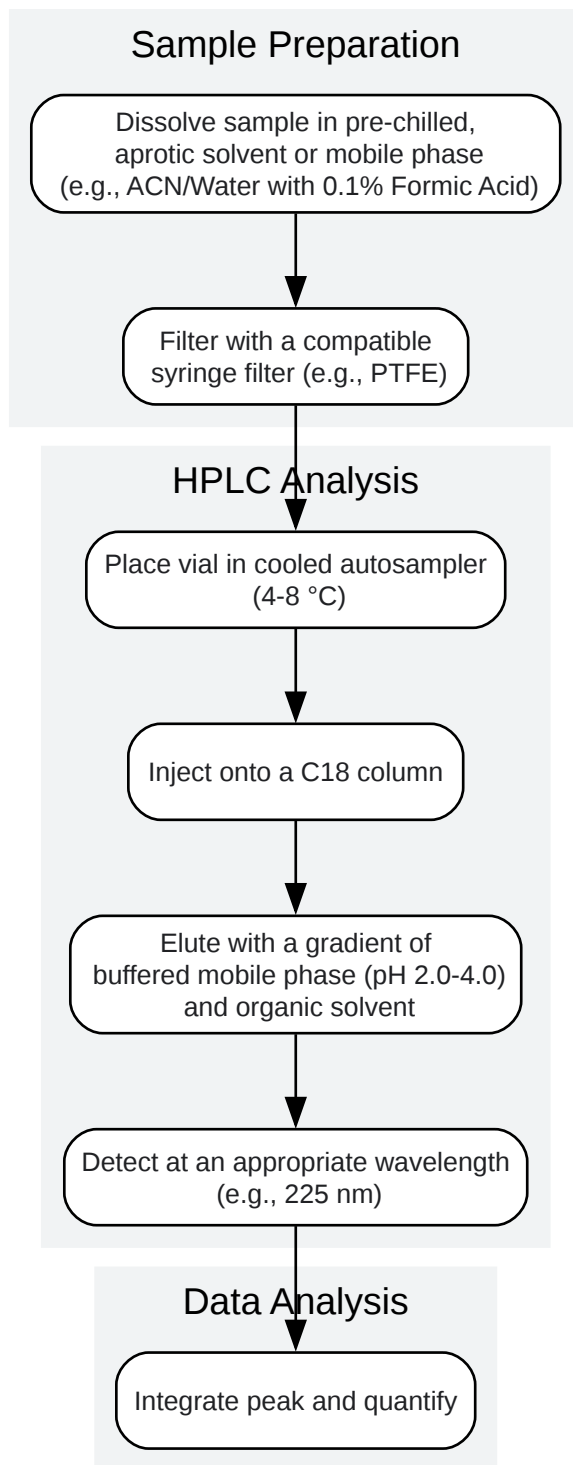 Sample Preparation
Dissolve sample in pre-chilled,
aprotic solvent or mobile phase
(e.g., ACN/Water with 0.1% Formic Acid)
Filter with a compatible
syringe filter (e.g., PTFE)
HPLC Analysis
Place vial in cooled autosampler
(4-8 °C)
Inject onto a C18 column
Elute with a gradient of
buffered mobile phase (pH 2.0-4.0)
and organic solvent
Detect at an appropriate wavelength
(e.g., 225 nm)
Data Analysis
Integrate peak and quantify